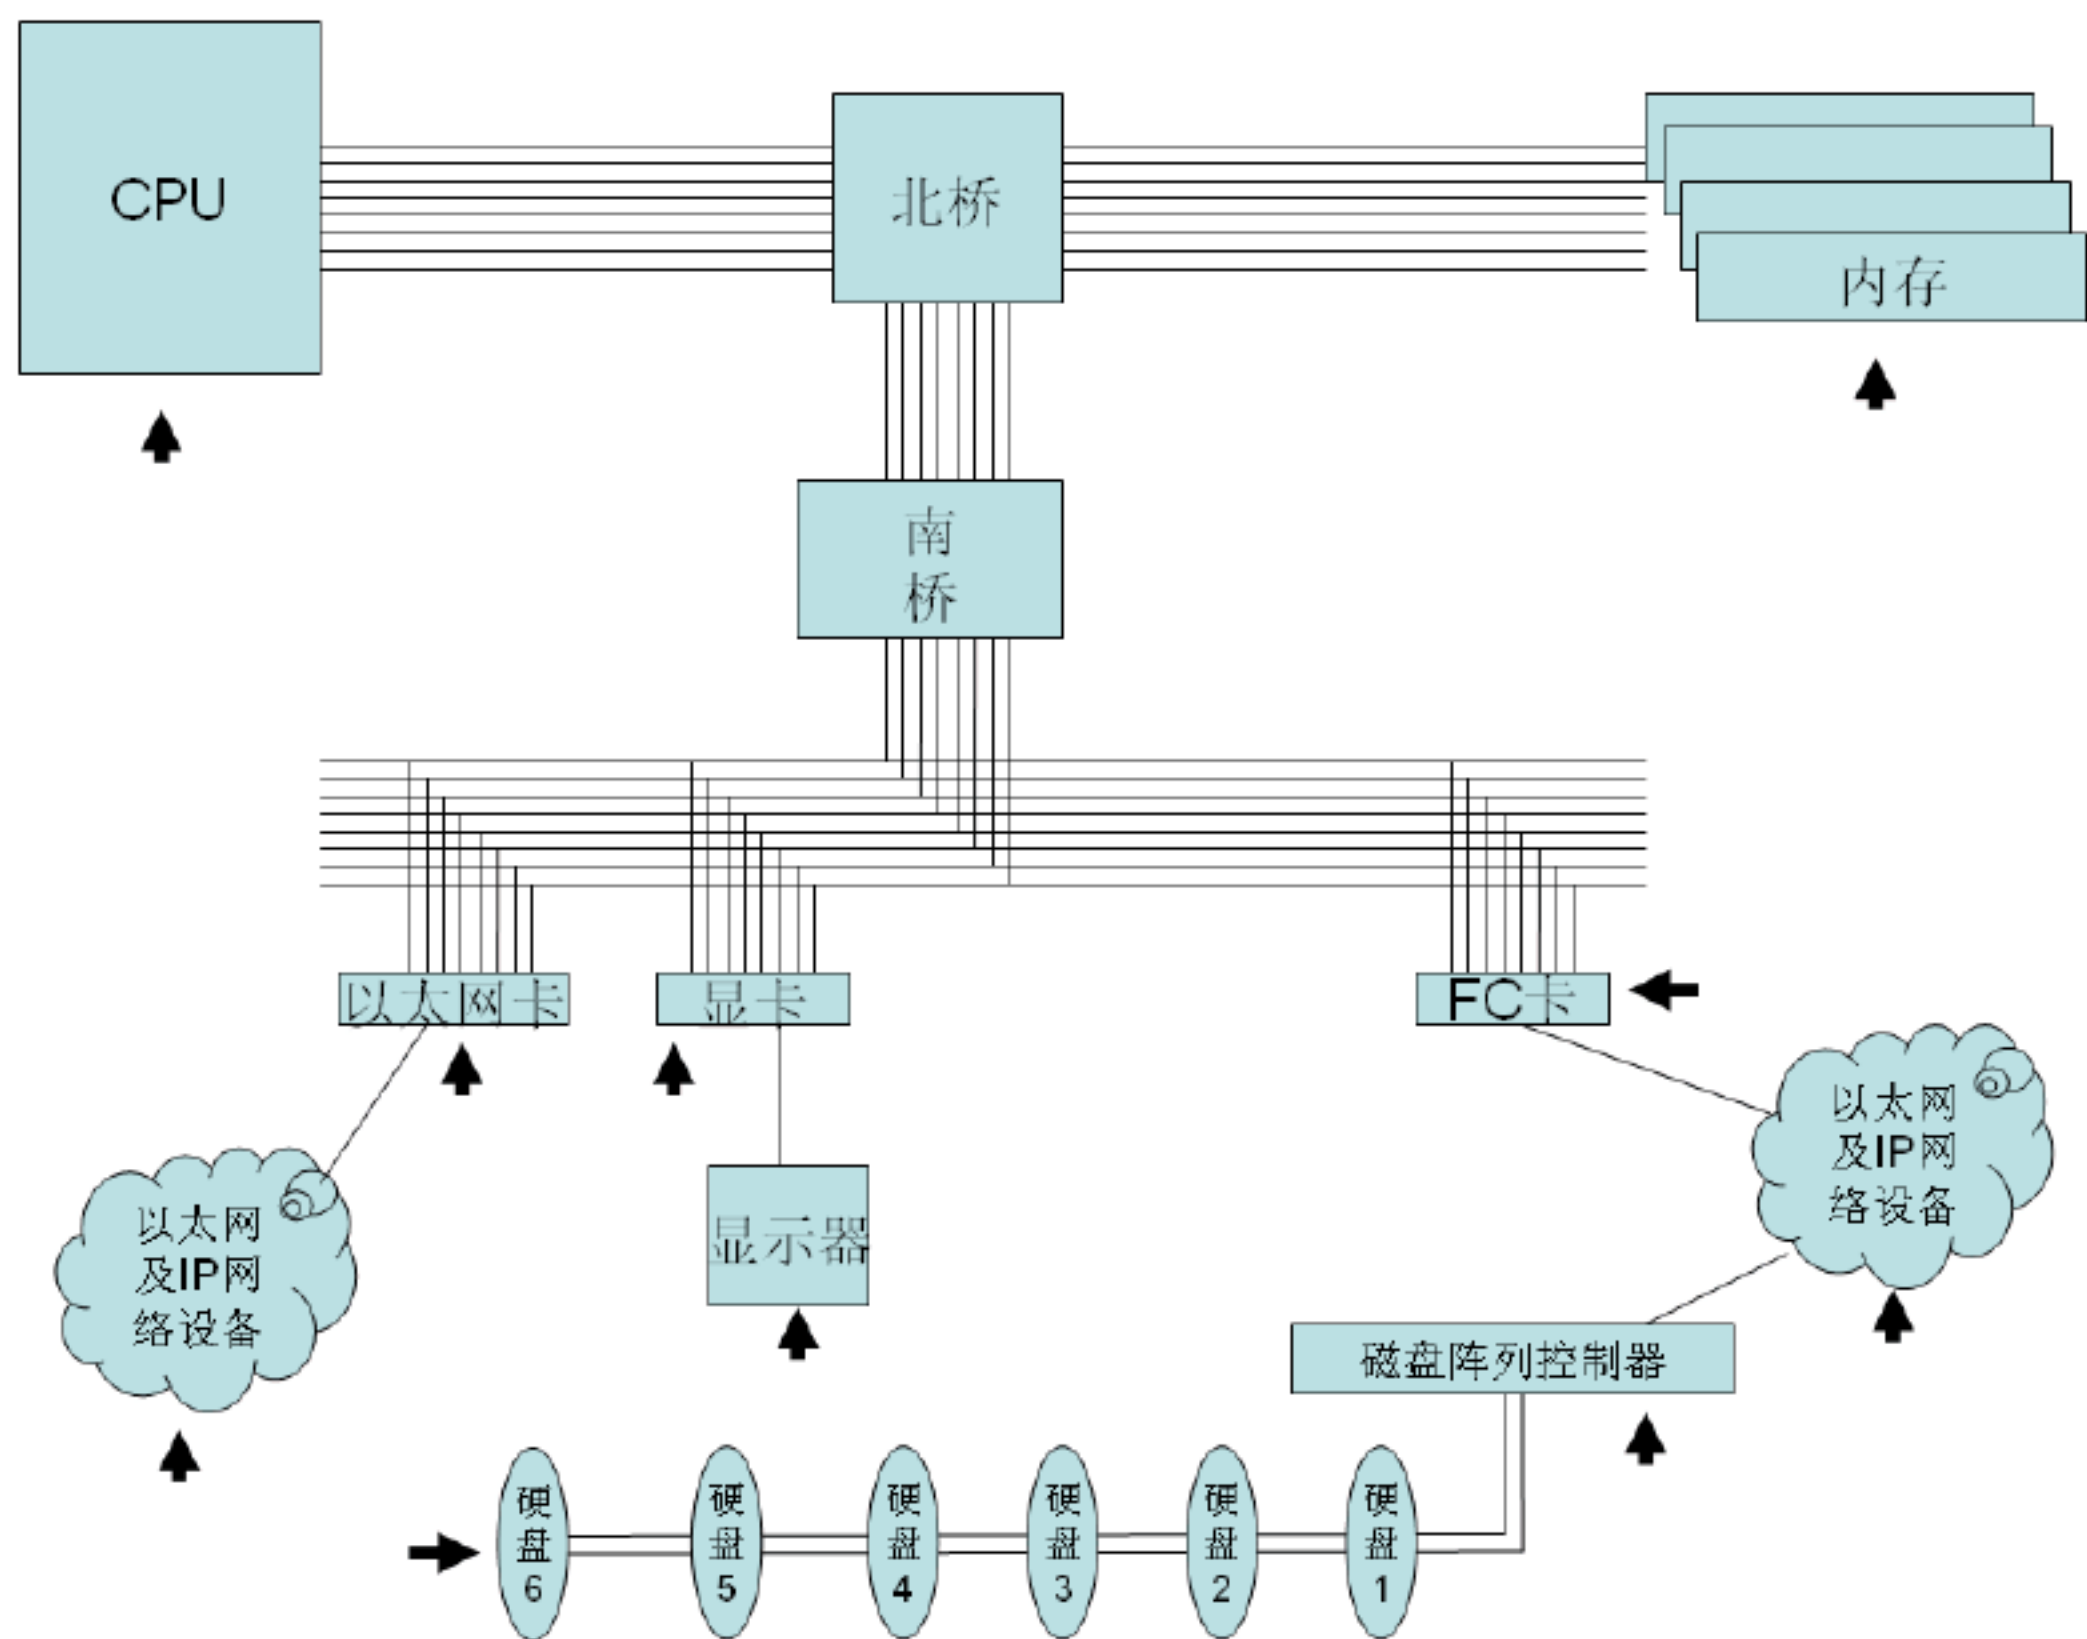 CPU
北桥
内存
南
桥
以太网卡
显卡
FC卡
以太网
及IP网
络设备
以太网
及IP网
络设备
显示器
磁盘阵列控制器
硬
盘
6
硬
盘
5
硬
盘
4
硬
盘
3
硬
盘
2
硬
盘
1